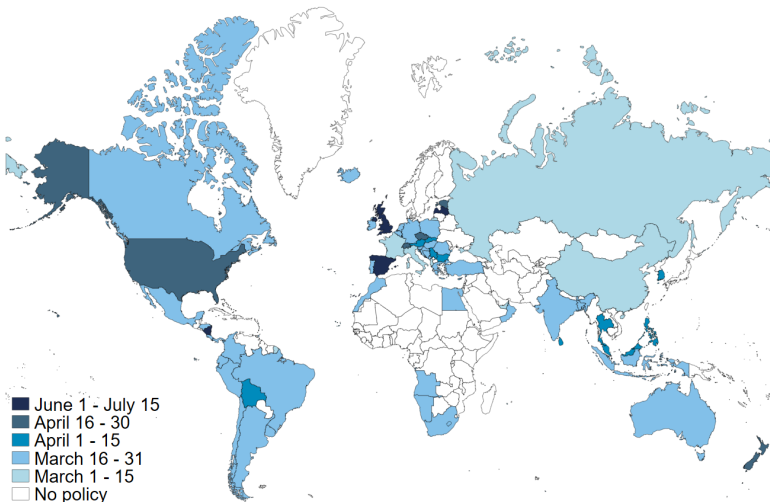 June 1 - July 15
April 16 - 30
April 1 - 15
March 16 - 31
March 1 - 15
No policy